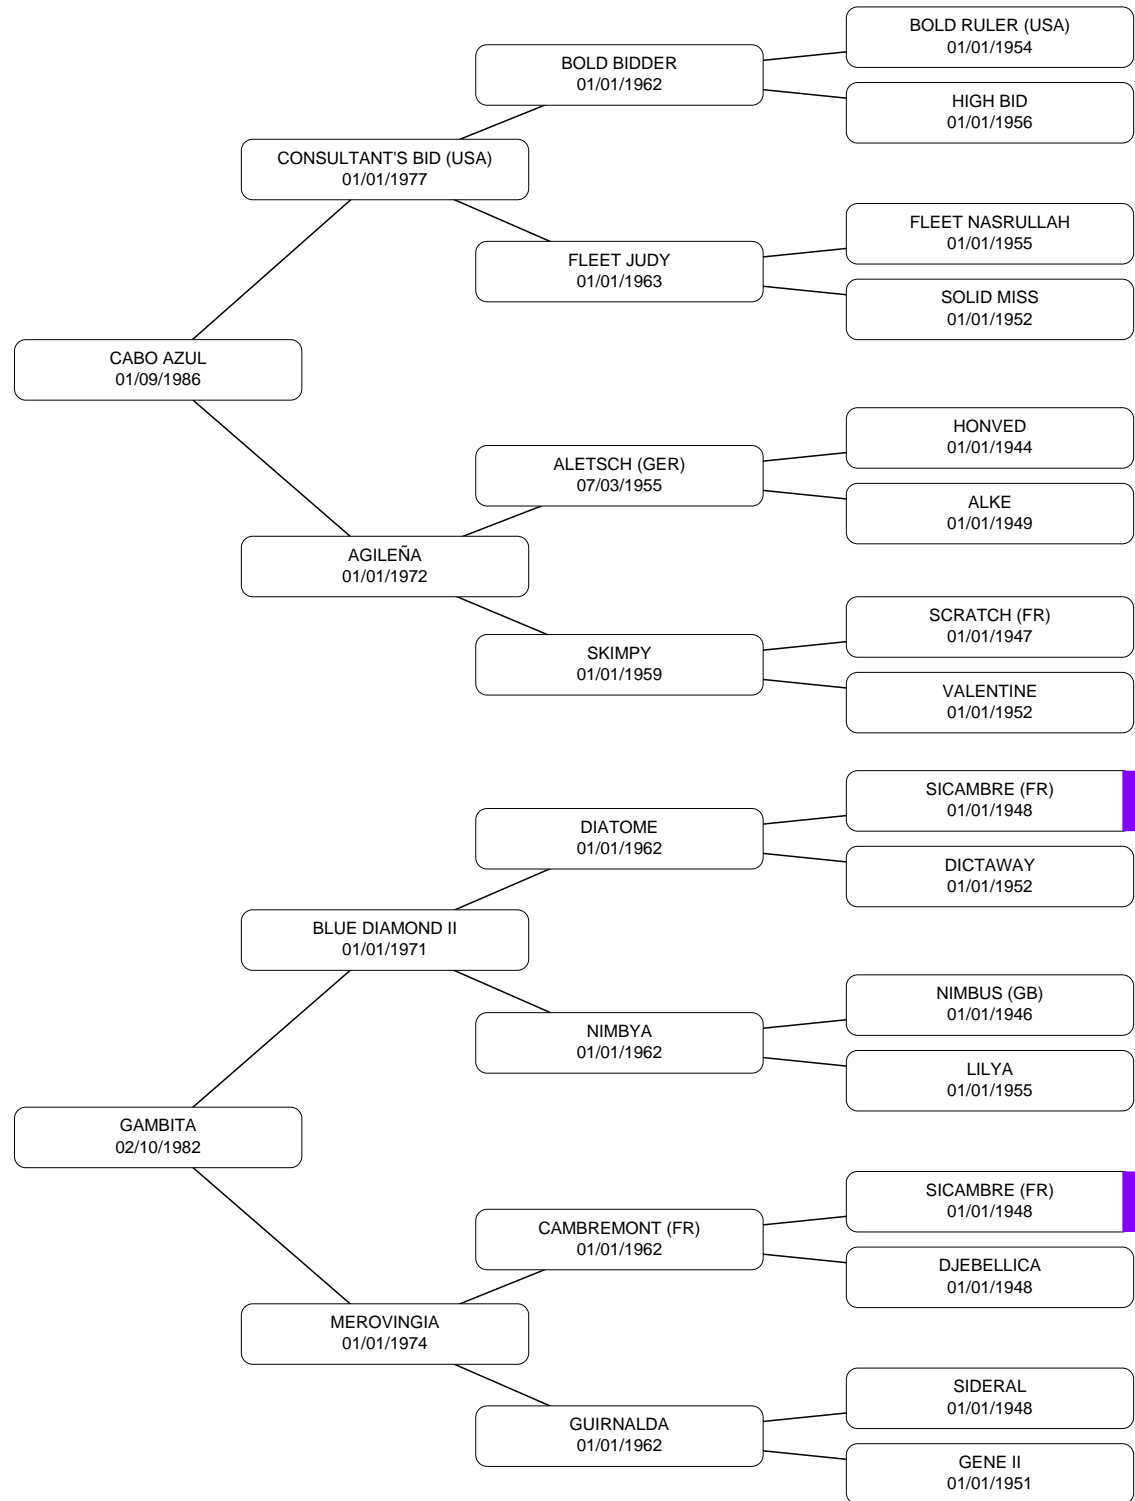 BOLD RULER (USA)
01/01/1954
BOLD BIDDER
01/01/1962
HIGH BID
01/01/1956
CONSULTANT'S BID (USA)
01/01/1977
FLEET NASRULLAH
01/01/1955
FLEET JUDY
01/01/1963
SOLID MISS
01/01/1952
CABO AZUL
01/09/1986
HONVED
01/01/1944
ALETSCH (GER)
07/03/1955
ALKE
01/01/1949
AGILEÑA
01/01/1972
SCRATCH (FR)
01/01/1947
SKIMPY
01/01/1959
VALENTINE
01/01/1952
SICAMBRE (FR)
01/01/1948
DIATOME
01/01/1962
DICTAWAY
01/01/1952
BLUE DIAMOND II
01/01/1971
NIMBUS (GB)
01/01/1946
NIMBYA
01/01/1962
LILYA
01/01/1955
GAMBITA
02/10/1982
SICAMBRE (FR)
01/01/1948
CAMBREMONT (FR)
01/01/1962
DJEBELLICA
01/01/1948
MEROVINGIA
01/01/1974
SIDERAL
01/01/1948
GUIRNALDA
01/01/1962
GENE II
01/01/1951